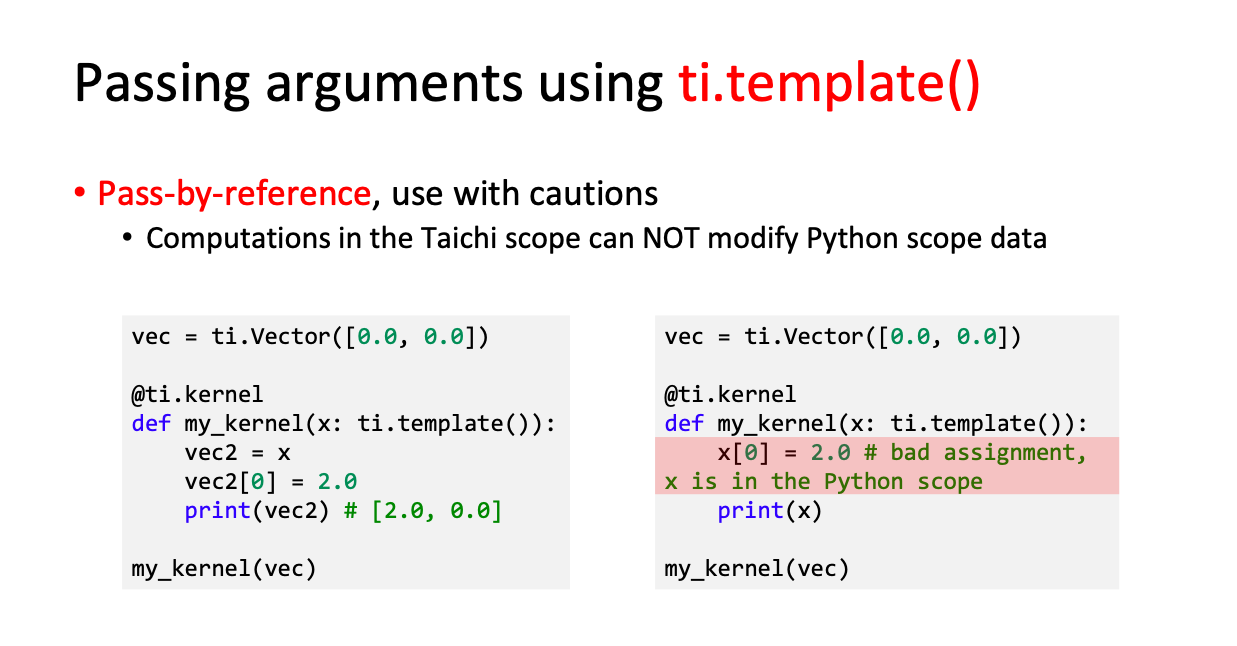 Passing arguments using ti.template()
• Pass-by-reference, use with cautions
• Computations in the Taichi scope can NOT modify Python scope data
vec = ti.Vector([0.0, 0.0])
@ti.kernel
def my_kernel(x: ti.template()):
    vec2 = x
    vec2[0] = 2.0
    print(vec2) # [2.0, 0.0]
my_kernel(vec)
vec = ti.Vector([0.0, 0.0])
@ti.kernel
def my_kernel(x: ti.template()):
    x[0] = 2.0 # bad assignment,
x is in the Python scope
    print(x)
my_kernel(vec)